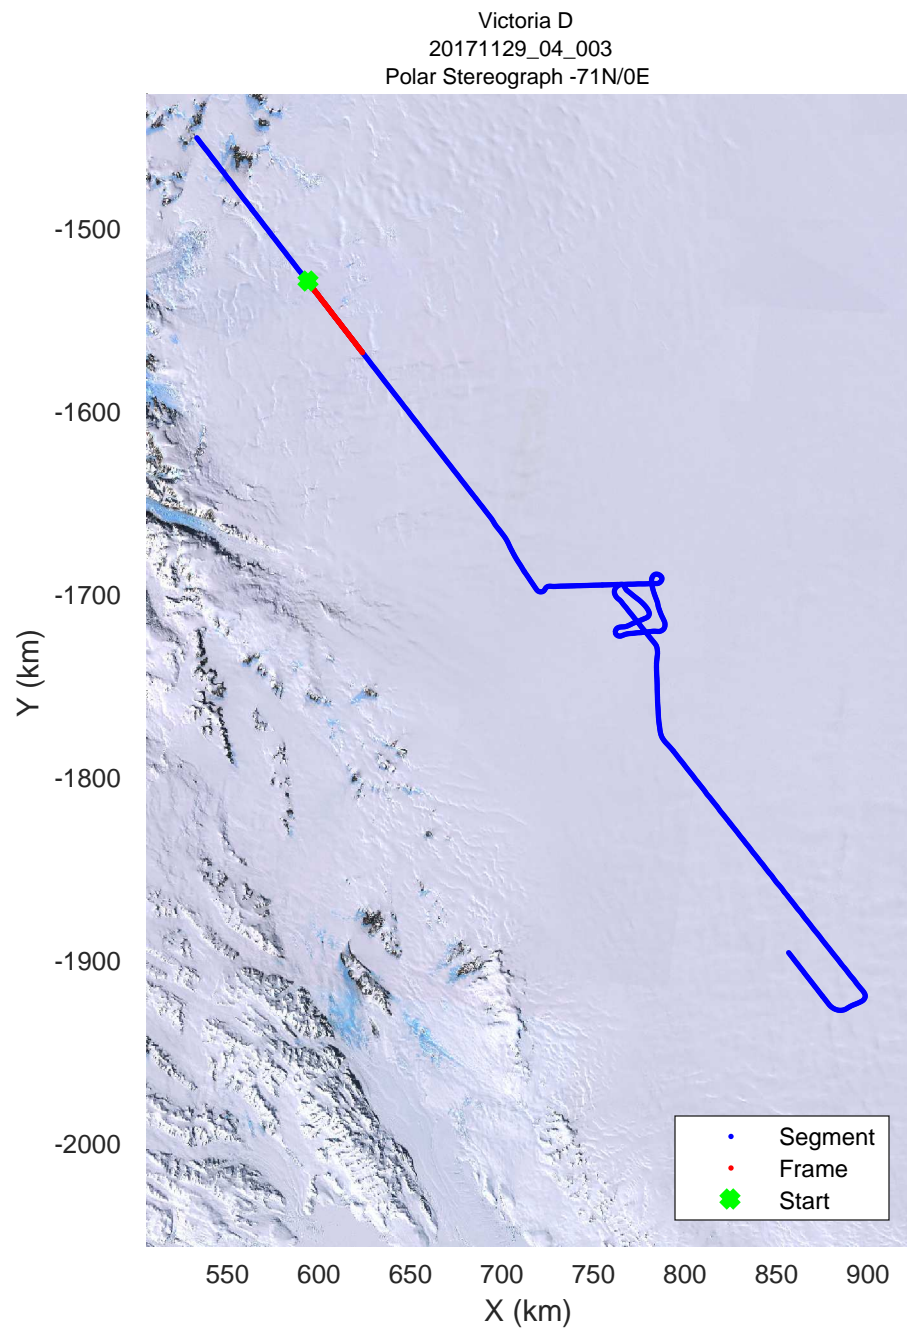 Victoria D
20171129_04_003
Polar Stereograph -71N/0E
-1500
-1600
-1700
-1800
-1900
-2000
Y (km)
Segment
Frame
Start
550 600 650 700 750 800 850 900
X (km)